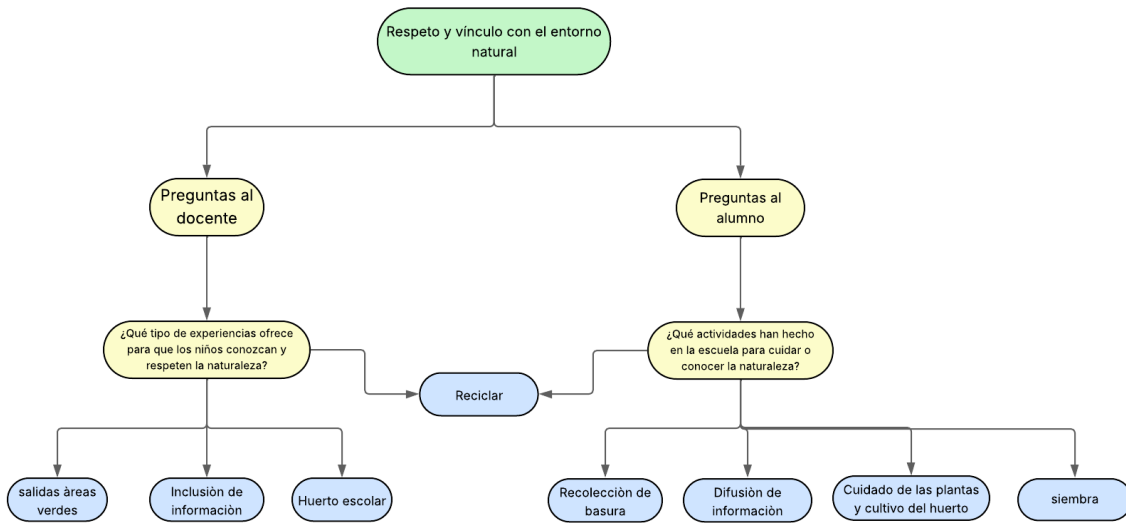 Respeto y vínculo con el entorno
natural
Preguntas al
docente
Preguntas al
alumno
¿Qué tipo de experiencias ofrece
para que los niños conozcan y
respeten la naturaleza?
¿Qué actividades han hecho
en la escuela para cuidar o
conocer la naturaleza?
Reciclar
salidas àreas
verdes
Inclusiòn de
informaciòn
Huerto escolar
Recolecciòn de
basura
Difusiòn de
informaciòn
Cuidado de las plantas
y cultivo del huerto
siembra